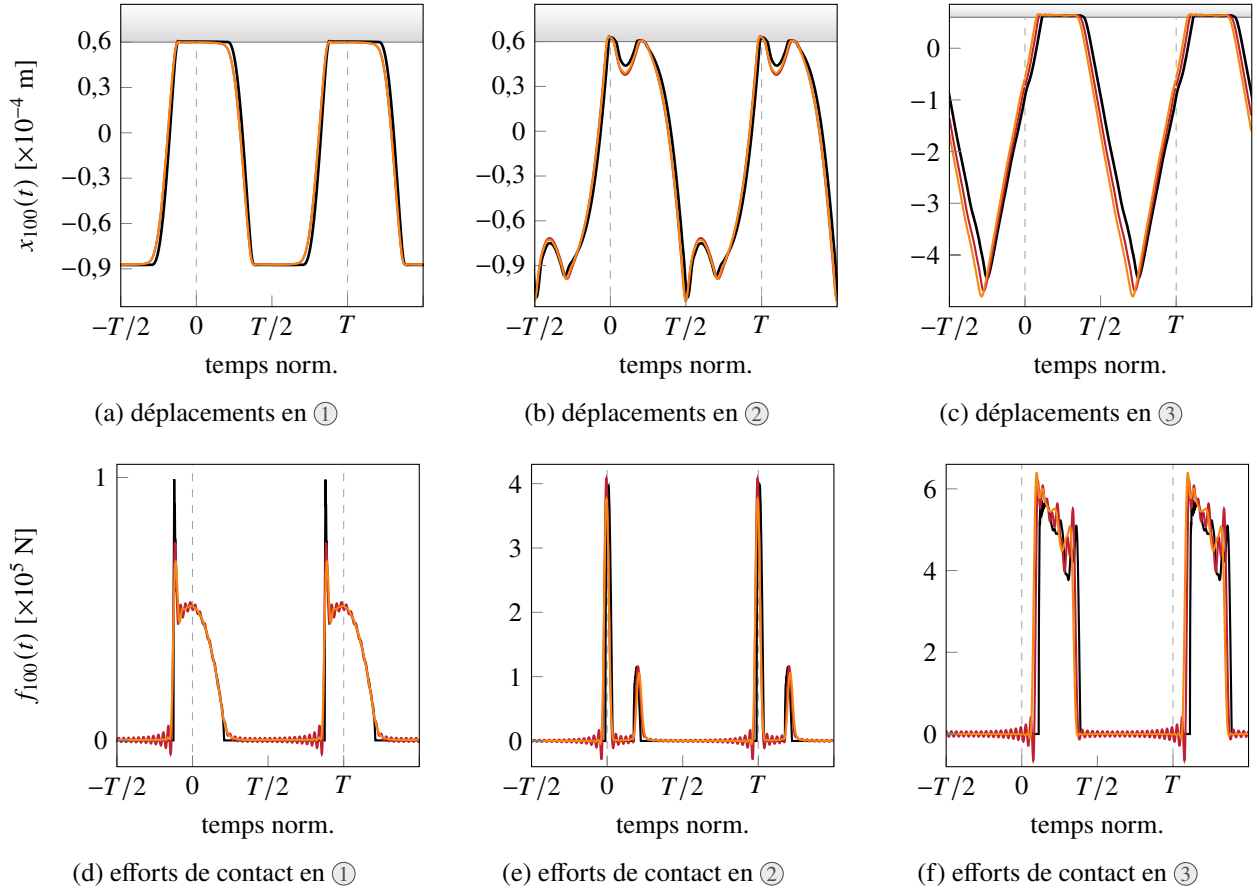 x₁₀₀(t) [×10⁻⁴ m]
0,6
0,3
0
−0,3
−0,6
−0,9
−T/2 0 T/2 T
temps norm.
(a) déplacements en ①
0,6
0,3
0
−0,3
−0,6
−0,9
−T/2 0 T/2 T
temps norm.
(b) déplacements en ②
0
−1
−2
−3
−4
−T/2 0 T/2 T
temps norm.
(c) déplacements en ③
f₁₀₀(t) [×10⁵ N]
1
0
−T/2 0 T/2 T
temps norm.
(d) efforts de contact en ①
4
3
2
1
0
−T/2 0 T/2 T
temps norm.
(e) efforts de contact en ②
6
4
2
0
−T/2 0 T/2 T
temps norm.
(f) efforts de contact en ③